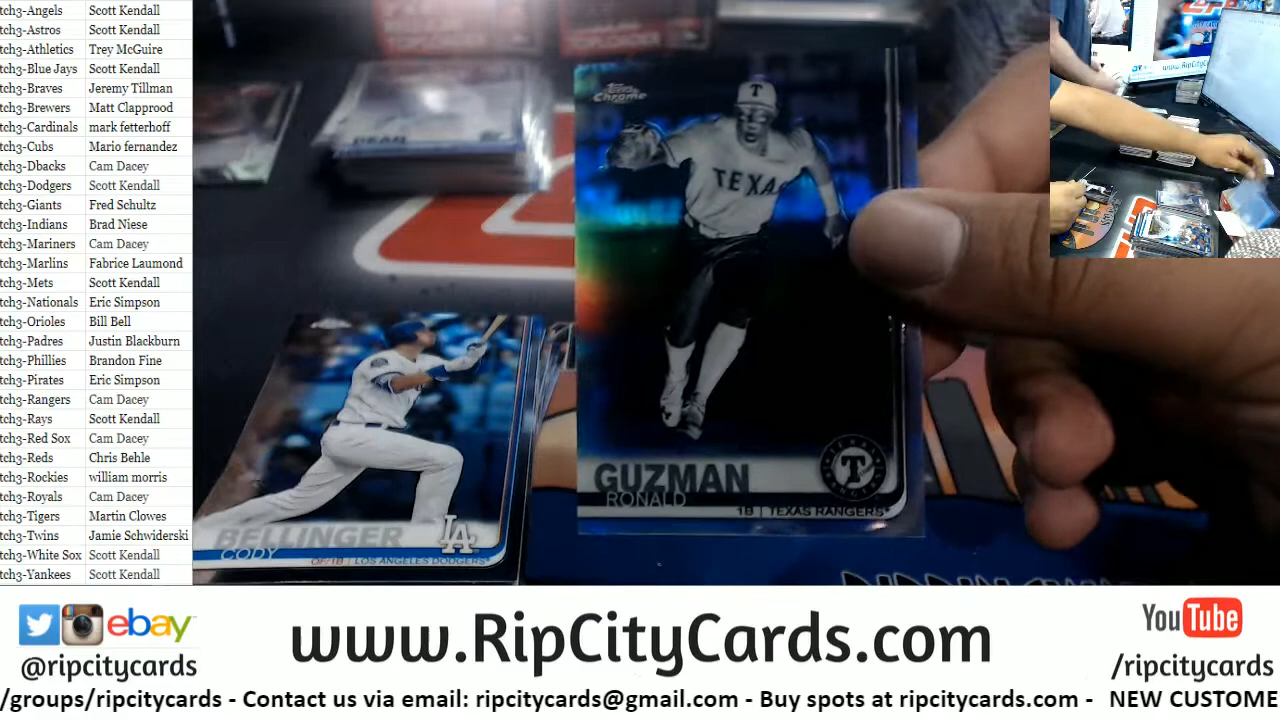 tch3-Angels Scott Kendall
tch3-Astros Scott Kendall
tch3-Athletics Trey McGuire
tch3-Blue Jays Scott Kendall
tch3-Braves Jeremy Tillman
tch3-Brewers Matt Clapprood
tch3-Cardinals mark fetterhoff
tch3-Cubs Mario fernandez
tch3-Dbacks Cam Dacey
tch3-Dodgers Scott Kendall
tch3-Giants Fred Schultz
tch3-Indians Brad Niese
tch3-Mariners Cam Dacey
tch3-Marlins Fabrice Laumond
tch3-Mets Scott Kendall
tch3-Nationals Eric Simpson
tch3-Orioles Bill Bell
tch3-Padres Justin Blackburn
tch3-Phillies Brandon Fine
tch3-Pirates Eric Simpson
tch3-Rangers Cam Dacey
tch3-Rays Scott Kendall
tch3-Red Sox Cam Dacey
tch3-Reds Chris Behle
tch3-Rockies william morris
tch3-Royals Cam Dacey
tch3-Tigers Martin Clowes
tch3-Twins Jamie Schwiderski
tch3-White Sox Scott Kendall
tch3-Yankees Scott Kendall
Topps Chrome
T
TEXAS
GUZMAN
RONALD
T
1B | TEXAS RANGERS
BELLINGER
CODY
LA
OF/1B | LOS ANGELES DODGERS
ebay
@ripcitycards
www.RipCityCards.com
YouTube
/ripcitycards
/groups/ripcitycards - Contact us via email: ripcitycards@gmail.com - Buy spots at ripcitycards.com - NEW CUSTOME